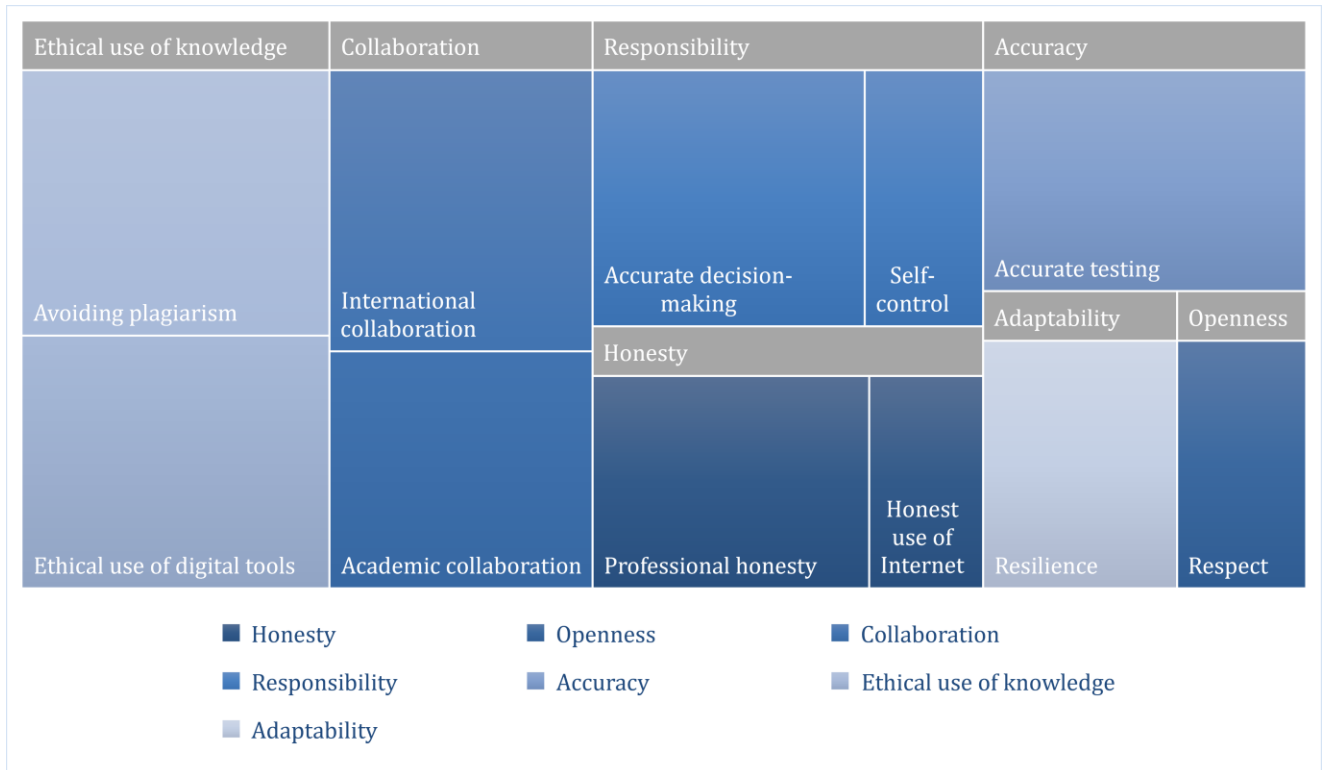 Ethical use of knowledge
Collaboration
Responsibility
Accuracy
Avoiding plagiarism
International
collaboration
Accurate decision-
making
Self-
control
Accurate testing
Honesty
Adaptability
Openness
Ethical use of digital tools
Academic collaboration
Professional honesty
Honest
use of
Internet
Resilience
Respect
Honesty
Openness
Collaboration
Responsibility
Accuracy
Ethical use of knowledge
Adaptability